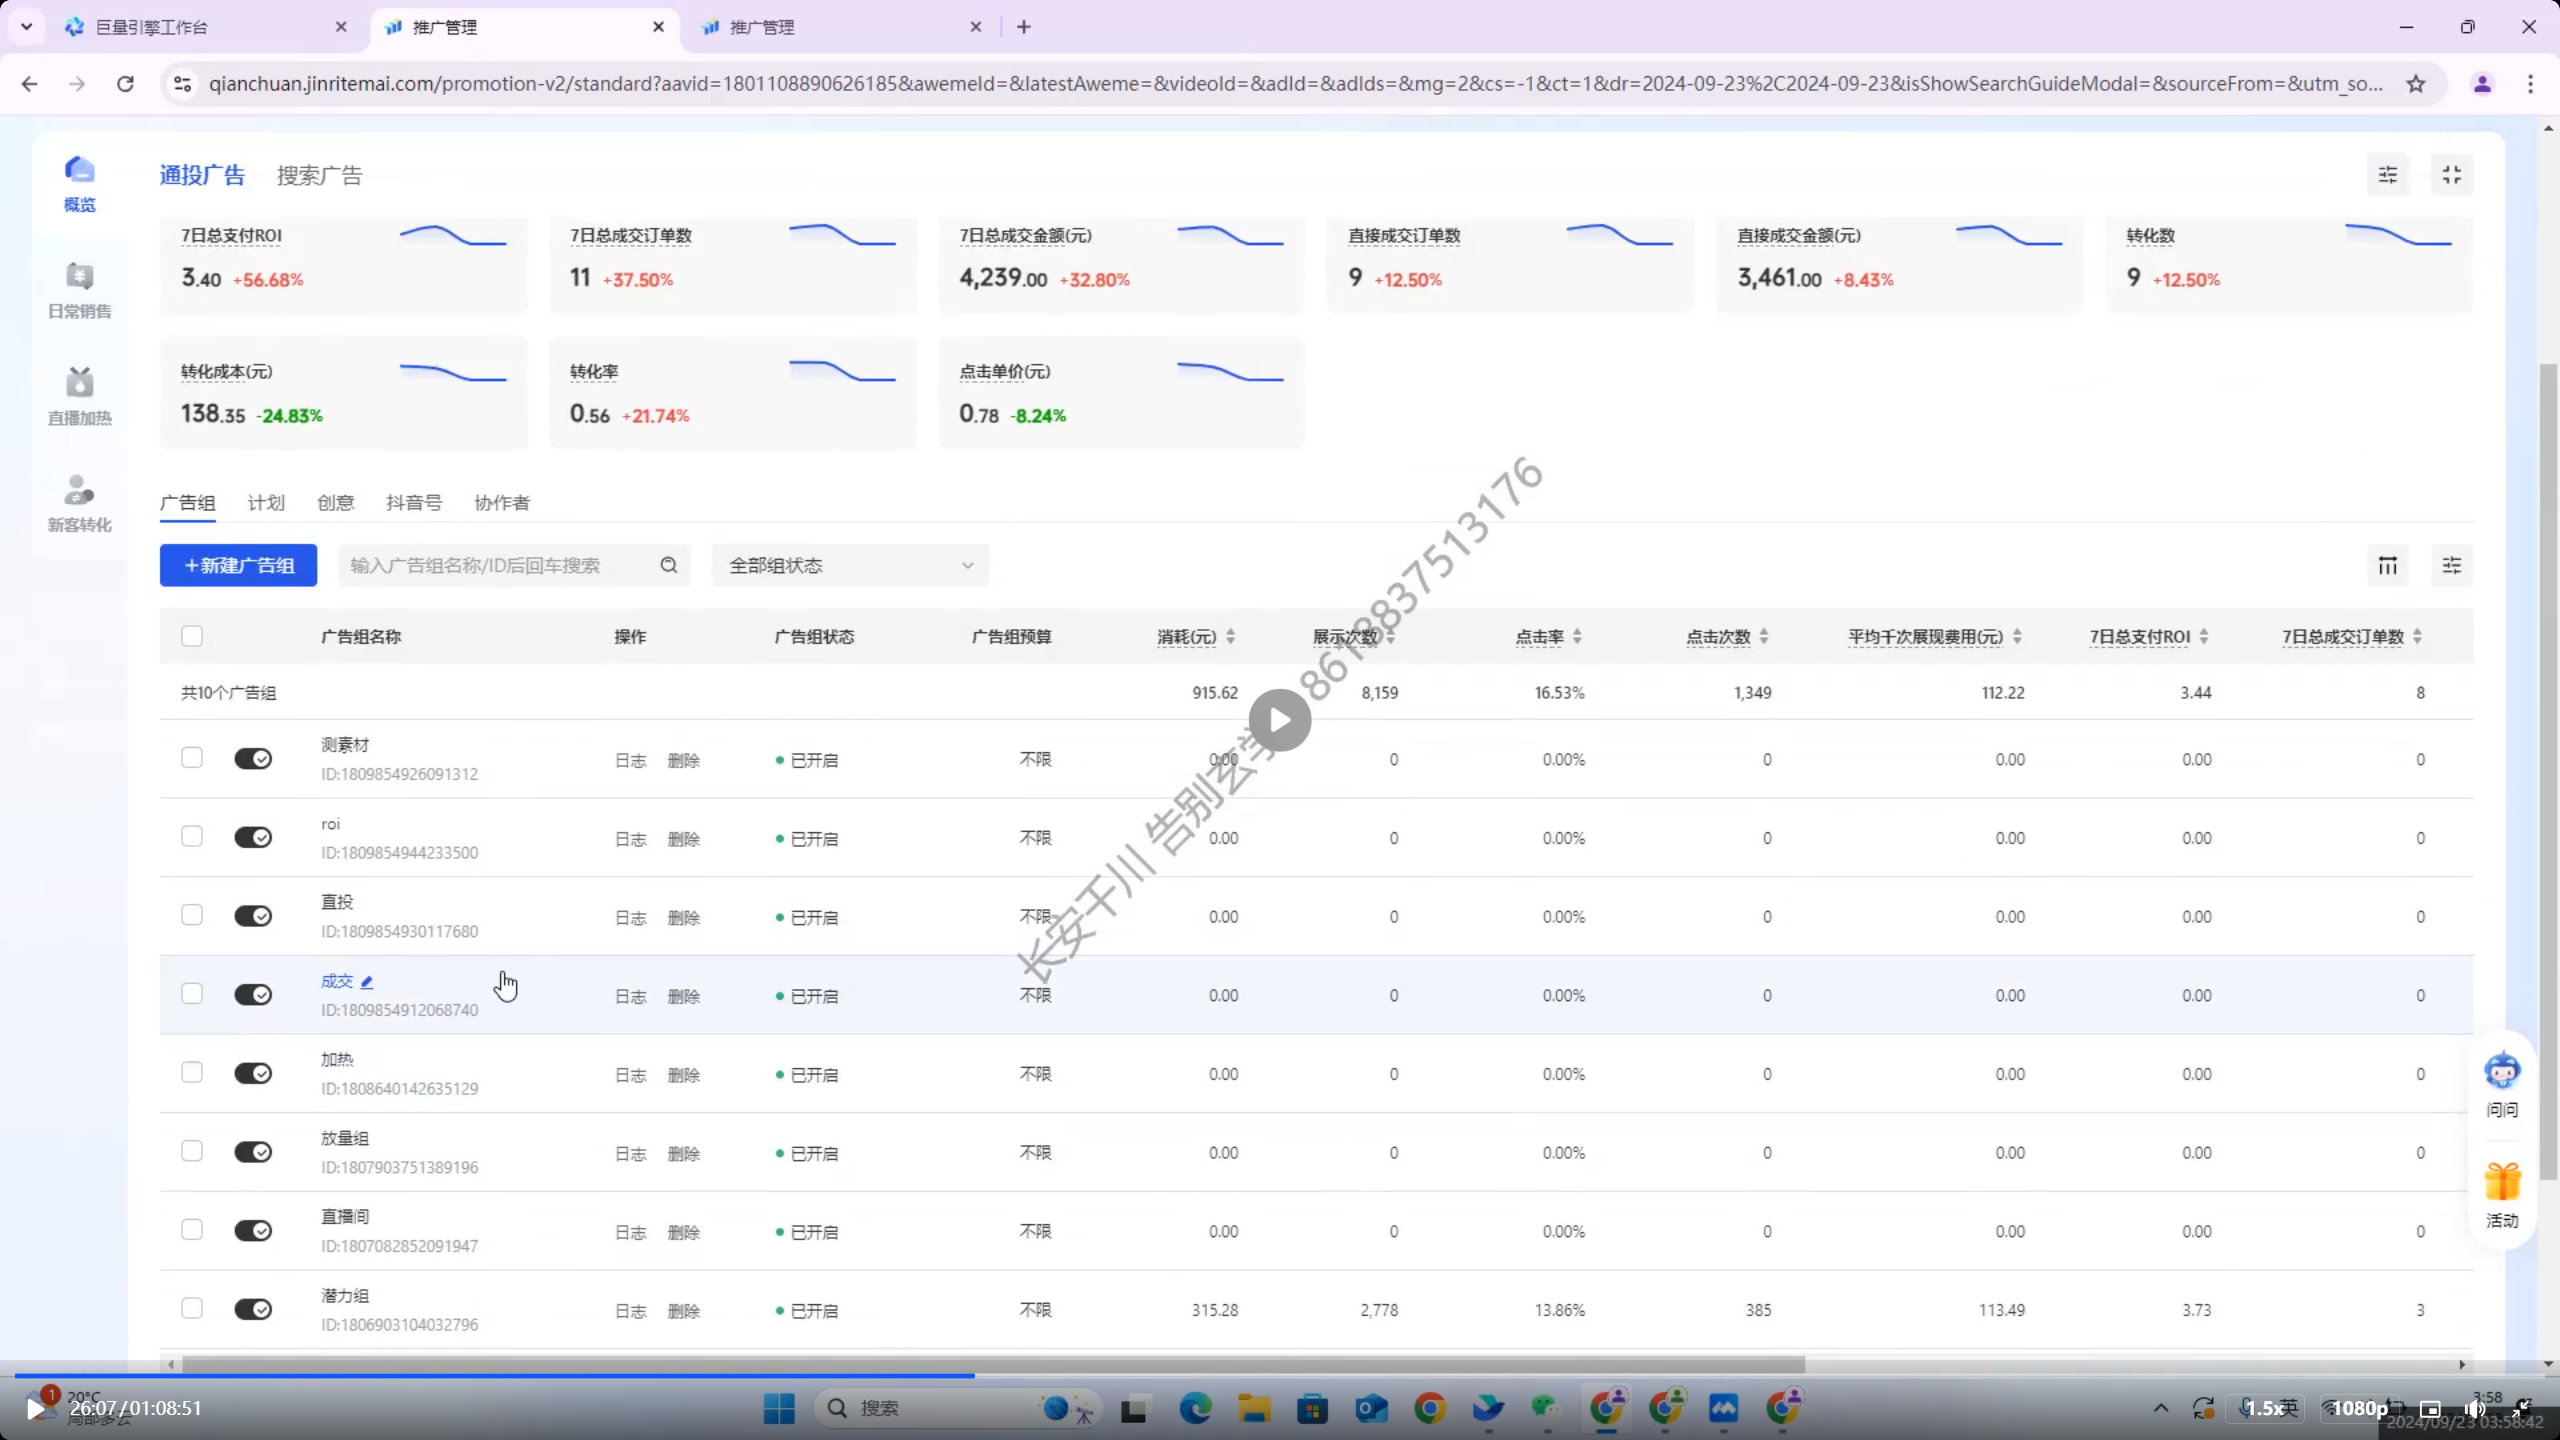 巨量引擎工作台
推广管理
推广管理
qianchuan.jinritemai.com/promotion-v2/standard?aavid=1801108890626185&awemeId=&latestAweme=&videoId=&adId=&adIds=&mg=2&cs=-1&ct=1&dr=2024-09-23%2C2024-09-23&isShowSearchGuideModal=&sourceFrom=&utm_so...
概览
日常销售
直播加热
新客转化
通投广告 搜索广告
7日总支付ROI
3.40 +56.68%
7日总成交订单数
11 +37.50%
7日总成交金额(元)
4,239.00 +32.80%
直接成交订单数
9 +12.50%
直接成交金额(元)
3,461.00 +8.43%
转化数
9 +12.50%
转化成本(元)
138.35 -24.83%
转化率
0.56 +21.74%
点击单价(元)
0.78 -8.24%
广告组 计划 创意 抖音号 协作者
+新建广告组 输入广告组名称/ID后回车搜索 全部组状态
广告组名称 操作 广告组状态 广告组预算 消耗(元) 展示次数 点击率 点击次数 平均千次展现费用(元) 7日总支付ROI 7日总成交订单数
共10个广告组 915.62 8,159 16.53% 1,349 112.22 3.44 8
测素材
ID:1809854926091312
日志 删除 已开启 不限 0.00 0 0.00% 0 0.00 0.00 0
roi
ID:1809854944233500
日志 删除 已开启 不限 0.00 0 0.00% 0 0.00 0.00 0
直投
ID:1809854930117680
日志 删除 已开启 不限 0.00 0 0.00% 0 0.00 0.00 0
成交
ID:1809854912068740
日志 删除 已开启 不限 0.00 0 0.00% 0 0.00 0.00 0
加热
ID:1808640142635129
日志 删除 已开启 不限 0.00 0 0.00% 0 0.00 0.00 0
放量组
ID:1807903751389196
日志 删除 已开启 不限 0.00 0 0.00% 0 0.00 0.00 0
直播间
ID:1807082852091947
日志 删除 已开启 不限 0.00 0 0.00% 0 0.00 0.00 0
潜力组
ID:1806903104032796
日志 删除 已开启 不限 315.28 2,778 13.86% 385 113.49 3.73 3
长安千川 告别玄学
8618837513176
问问
活动
1
20°C
局部多云
26:07/01:08:51
搜索
1.5x
英
1080p
3:58
2024/09/23 03:58:42